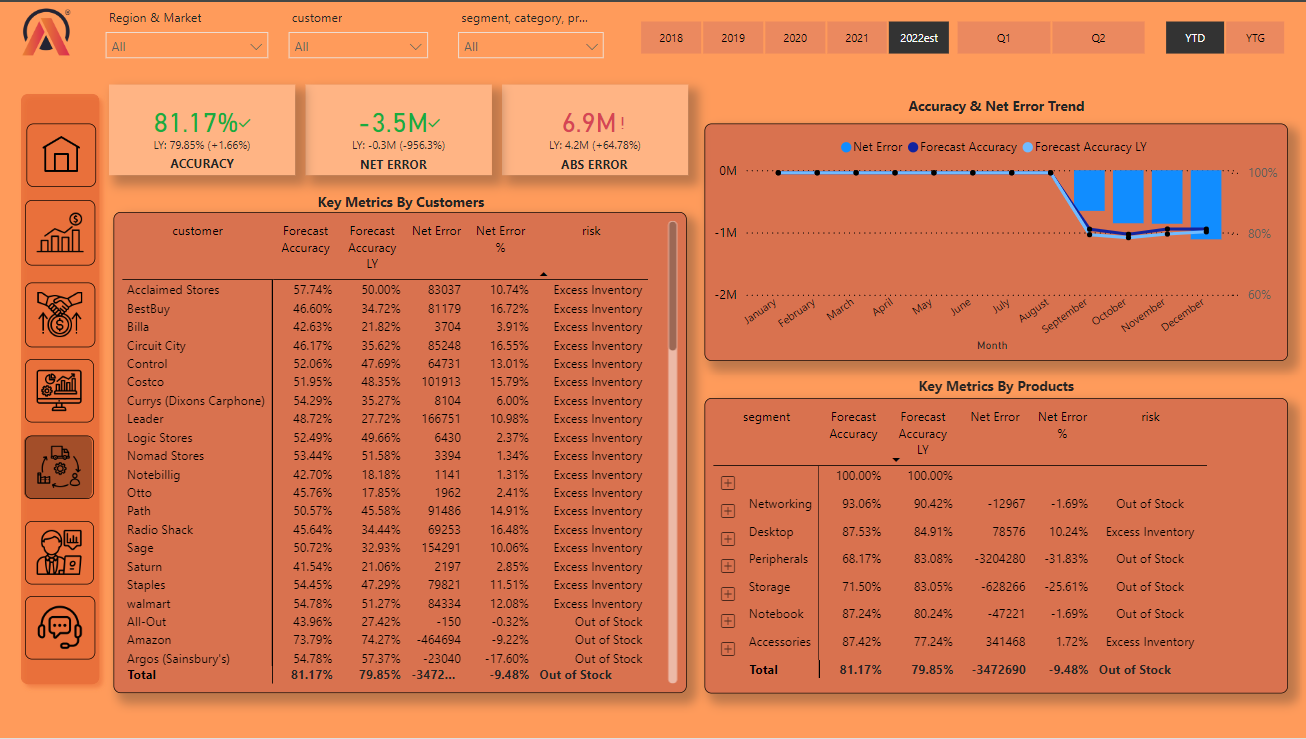 Region & Market
customer
segment, category, pr...
All
All
All
2018
2019
2020
2021
2022est
Q1
Q2
YTD
YTG
81.17%
LY: 79.85% (+1.66%)
ACCURACY
-3.5M
LY: -0.3M (-956.3%)
NET ERROR
6.9M!
LY: 4.2M (+64.78%)
ABS ERROR
Key Metrics By Customers
customer Forecast Accuracy Forecast Accuracy LY Net Error Net Error % risk
Acclaimed Stores 57.74% 50.00% 83037 10.74% Excess Inventory
BestBuy 46.60% 34.72% 81179 16.72% Excess Inventory
Billa 42.63% 21.82% 3704 3.91% Excess Inventory
Circuit City 46.17% 35.62% 85248 16.55% Excess Inventory
Control 52.06% 47.69% 64731 13.01% Excess Inventory
Costco 51.95% 48.35% 101913 15.79% Excess Inventory
Currys (Dixons Carphone) 54.29% 35.27% 8104 6.00% Excess Inventory
Leader 48.72% 27.72% 166751 10.98% Excess Inventory
Logic Stores 52.49% 49.66% 6430 2.37% Excess Inventory
Nomad Stores 53.44% 51.58% 3394 1.34% Excess Inventory
Notebillig 42.70% 18.18% 1141 1.31% Excess Inventory
Otto 45.76% 17.85% 1962 2.41% Excess Inventory
Path 50.57% 45.58% 91486 14.91% Excess Inventory
Radio Shack 45.64% 34.44% 69253 16.48% Excess Inventory
Sage 50.72% 32.93% 154291 10.06% Excess Inventory
Saturn 41.54% 21.06% 2197 2.85% Excess Inventory
Staples 54.45% 47.29% 79821 11.51% Excess Inventory
walmart 54.78% 51.27% 84334 12.08% Excess Inventory
All-Out 43.96% 27.42% -150 -0.32% Out of Stock
Amazon 73.79% 74.27% -464694 -9.22% Out of Stock
Argos (Sainsbury's) 54.78% 57.37% -23040 -17.60% Out of Stock
Total 81.17% 79.85% -3472... -9.48% Out of Stock
Accuracy & Net Error Trend
Net Error Forecast Accuracy Forecast Accuracy LY
0M 100%
-1M 80%
-2M 60%
January February March April May June July August September October November December
Month
Key Metrics By Products
segment Forecast Accuracy Forecast Accuracy LY Net Error Net Error % risk
100.00% 100.00%
Networking 93.06% 90.42% -12967 -1.69% Out of Stock
Desktop 87.53% 84.91% 78576 10.24% Excess Inventory
Peripherals 68.17% 83.08% -3204280 -31.83% Out of Stock
Storage 71.50% 83.05% -628266 -25.61% Out of Stock
Notebook 87.24% 80.24% -47221 -1.69% Out of Stock
Accessories 87.42% 77.24% 341468 1.72% Excess Inventory
Total 81.17% 79.85% -3472690 -9.48% Out of Stock